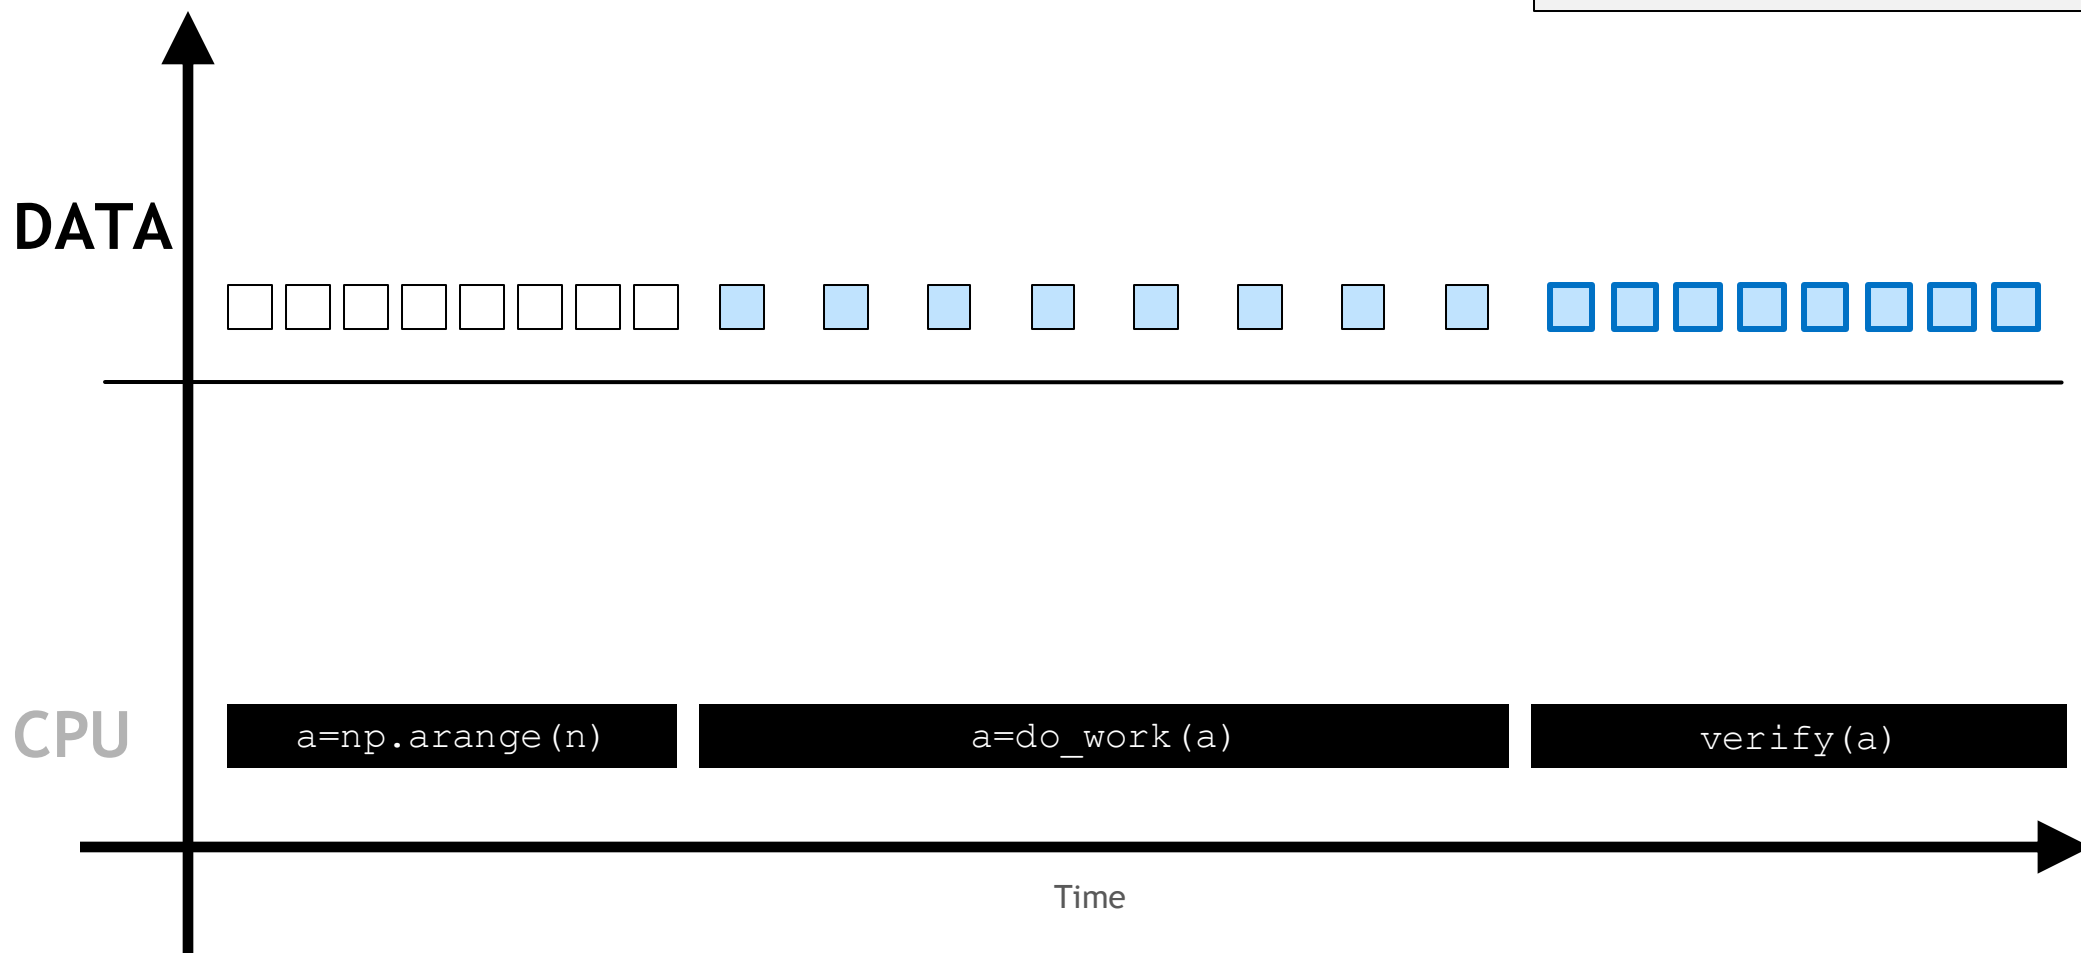 DATA
CPU
a=np.arange(n)
a=do_work(a)
verify(a)
Time